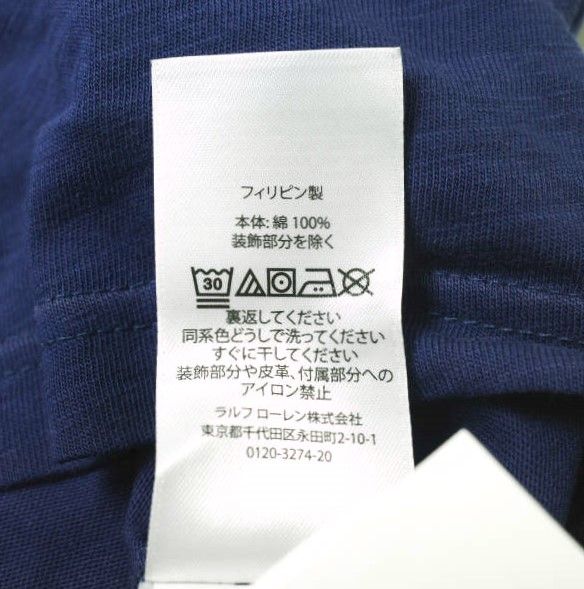 フィリピン製
本体: 綿 100%
装飾部分を除く
30
裏返してください
同系色どうしで洗ってください
すぐに干してください
装飾部分や皮革、付属部分への
アイロン禁止
ラルフ ローレン株式会社
東京都千代田区永田町2-10-1
0120-3274-20